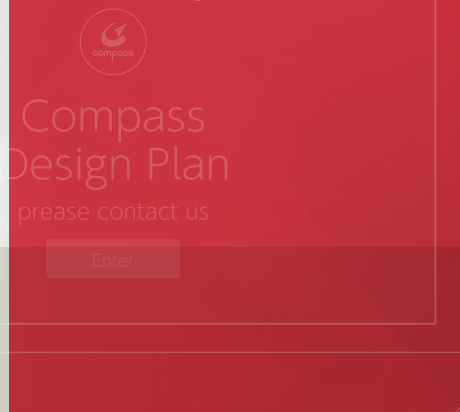 compass
Compass
Design Plan
prease contact us
Enter